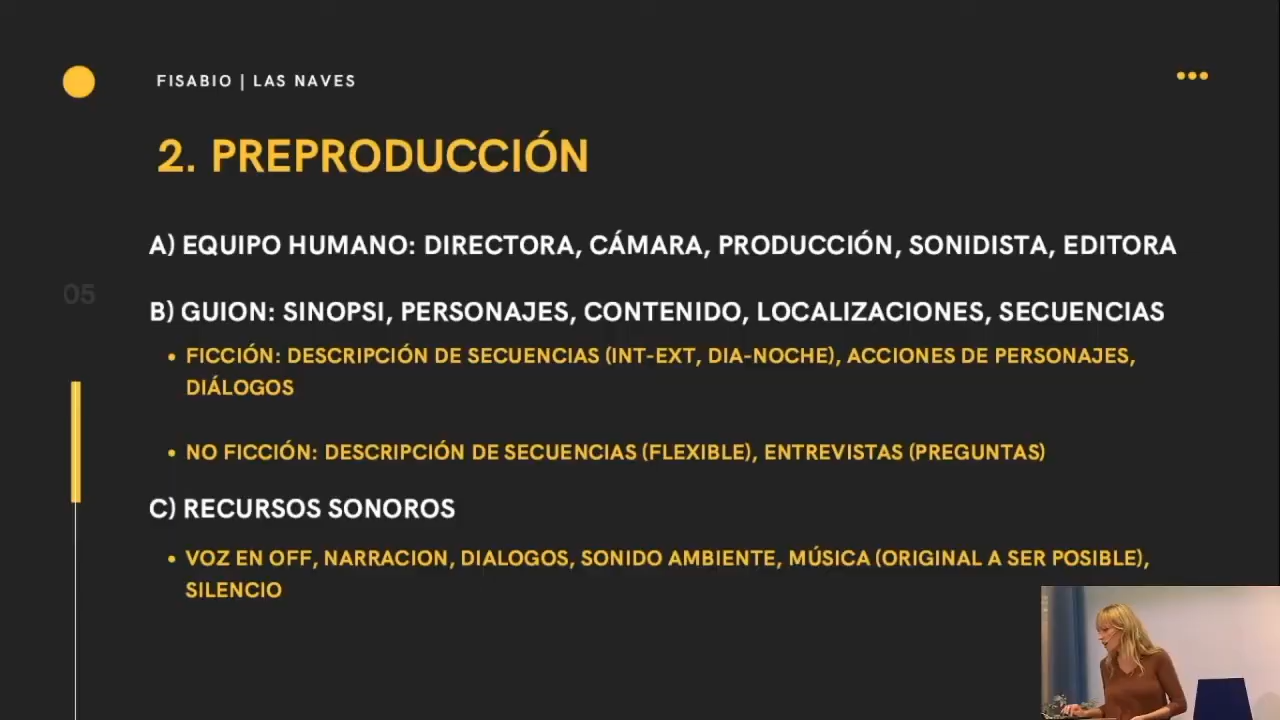 FISABIO | LAS NAVES
2. PREPRODUCCIÓN
A) EQUIPO HUMANO: DIRECTORA, CÁMARA, PRODUCCIÓN, SONIDISTA, EDITORA
05
B) GUION: SINOPSI, PERSONAJES, CONTENIDO, LOCALIZACIONES, SECUENCIAS
• FICCIÓN: DESCRIPCIÓN DE SECUENCIAS (INT-EXT, DIA-NOCHE), ACCIONES DE PERSONAJES,
DIÁLOGOS
• NO FICCIÓN: DESCRIPCIÓN DE SECUENCIAS (FLEXIBLE), ENTREVISTAS (PREGUNTAS)
C) RECURSOS SONOROS
• VOZ EN OFF, NARRACION, DIALOGOS, SONIDO AMBIENTE, MÚSICA (ORIGINAL A SER POSIBLE),
SILENCIO